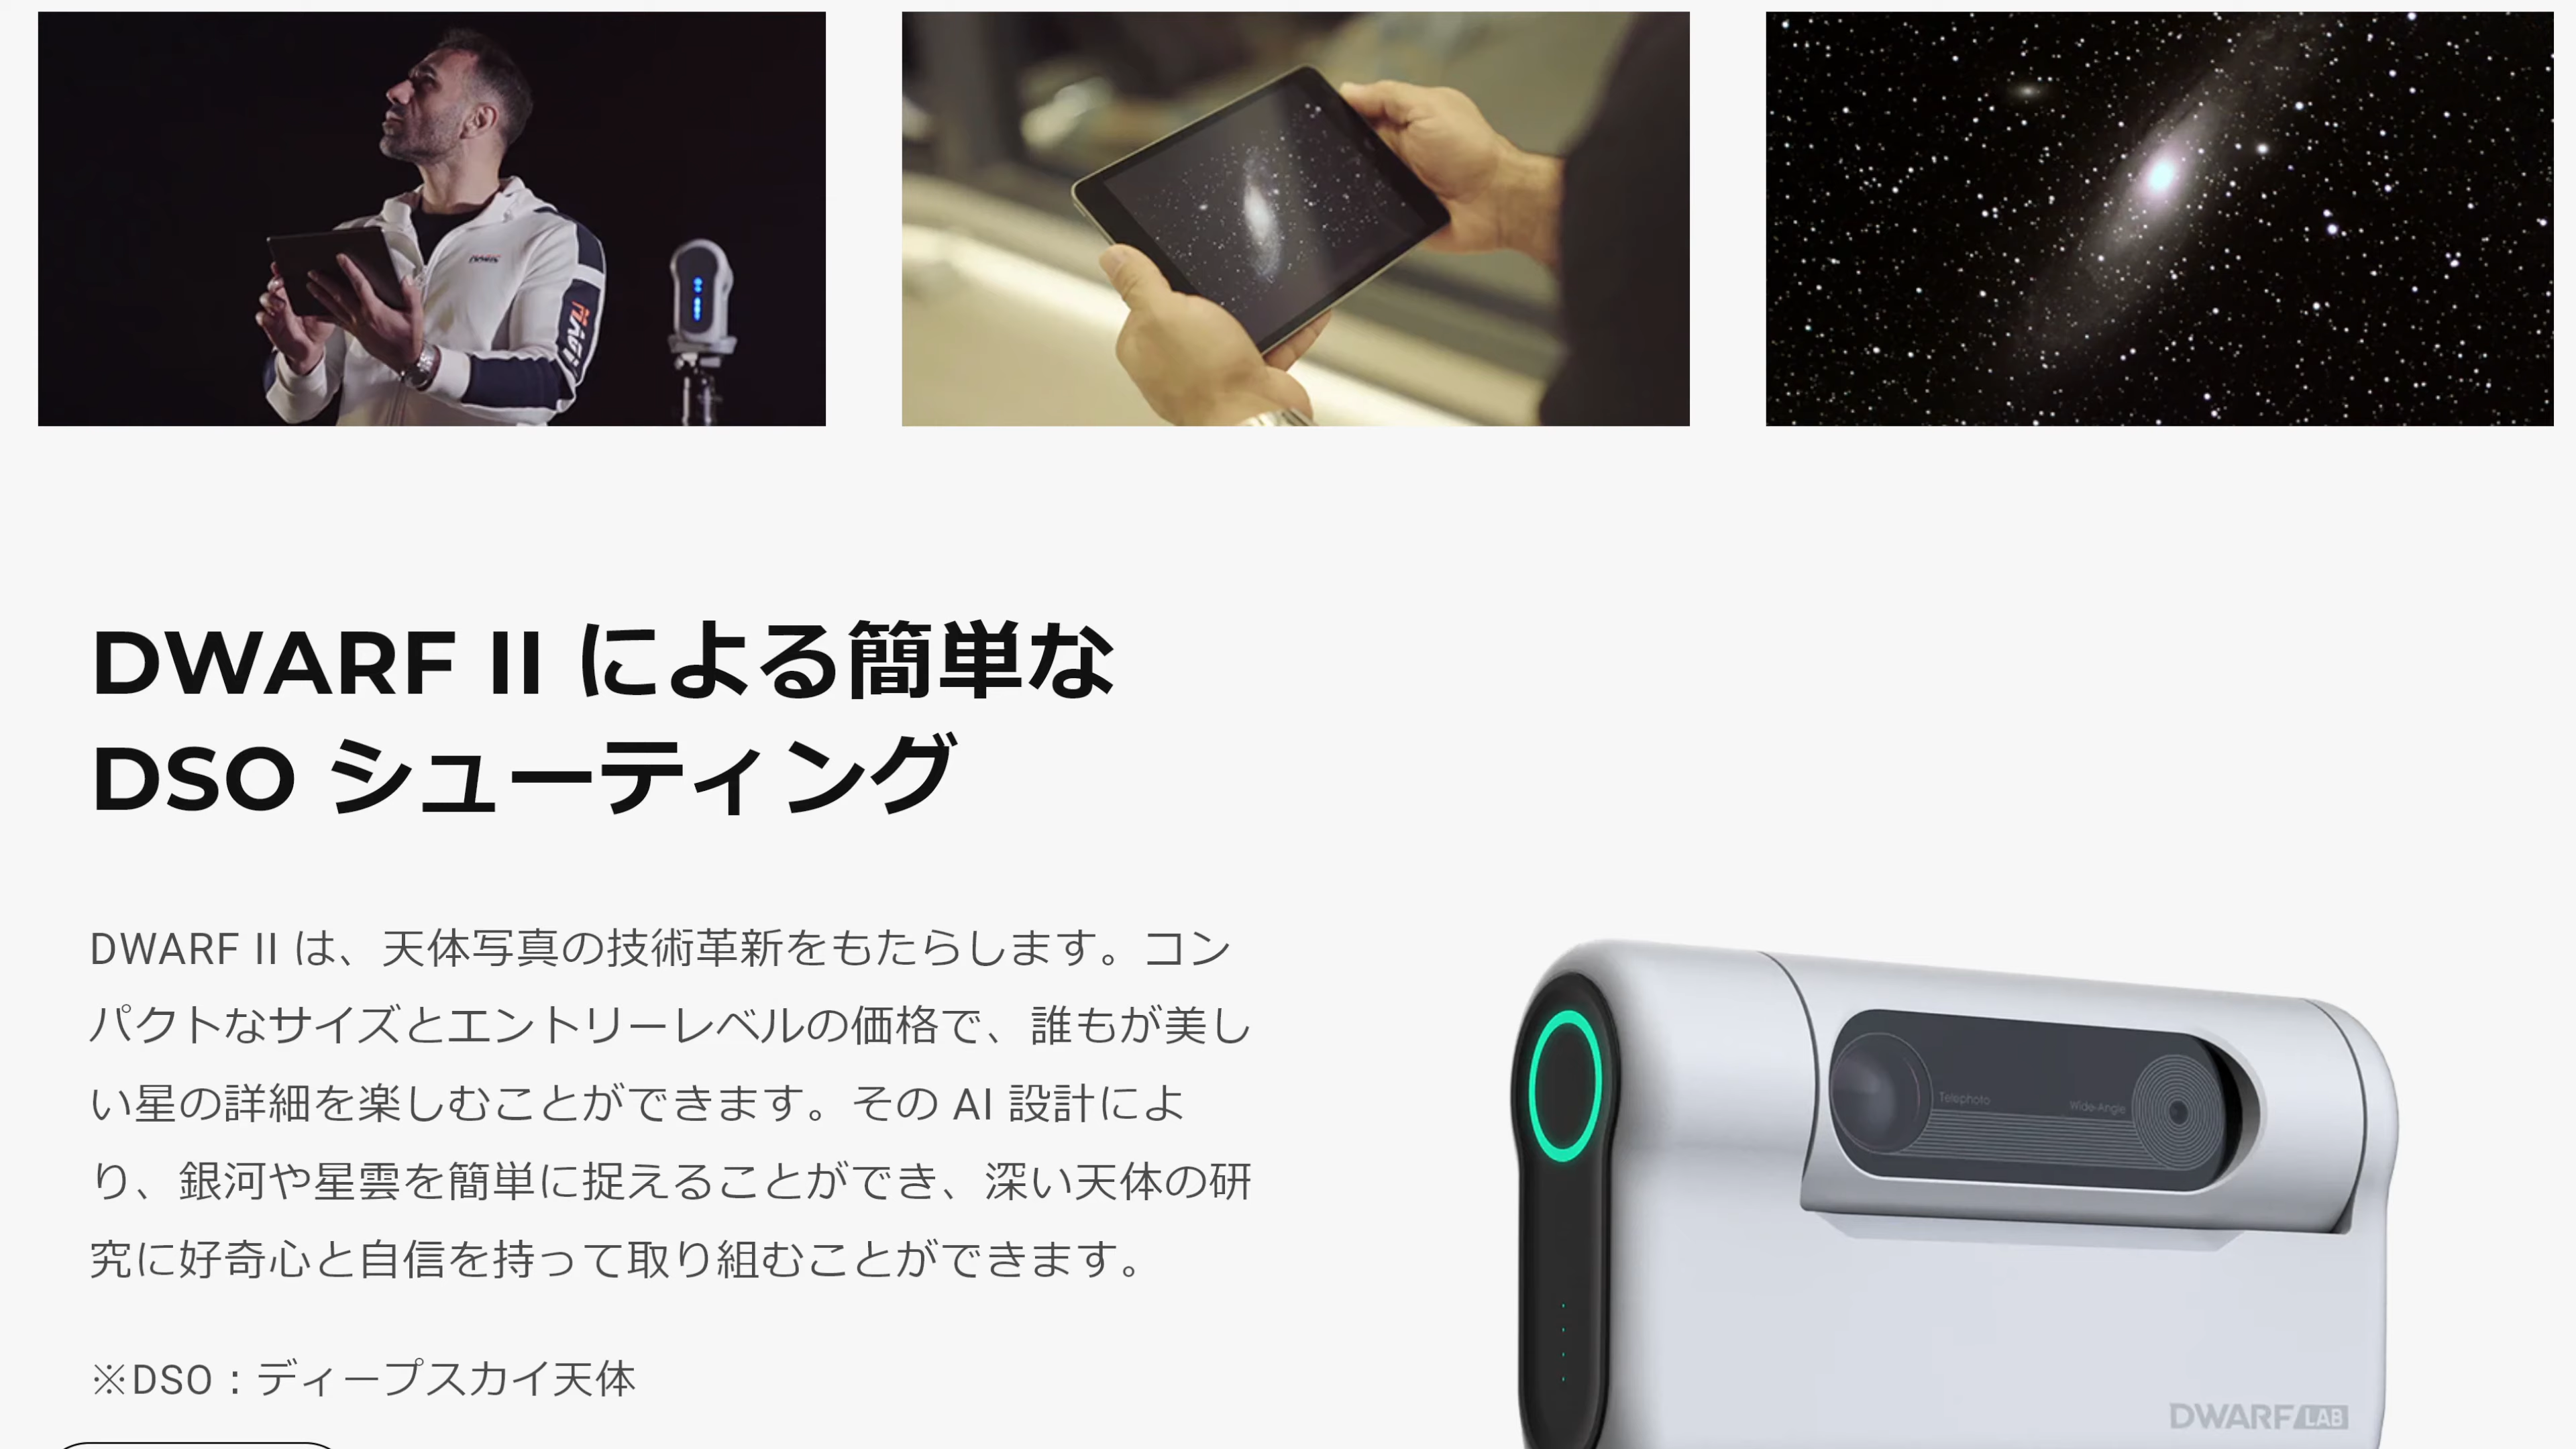 DWARF II による簡単な
DSO シューティング
DWARF II は、天体写真の技術革新をもたらします。コン
パクトなサイズとエントリーレベルの価格で、誰もが美し
い星の詳細を楽しむことができます。その AI 設計によ
り、銀河や星雲を簡単に捉えることができ、深い天体の研
究に好奇心と自信を持って取り組むことができます。
※DSO：ディープスカイ天体
Telephoto
Wide-Angle
DWARFLAB